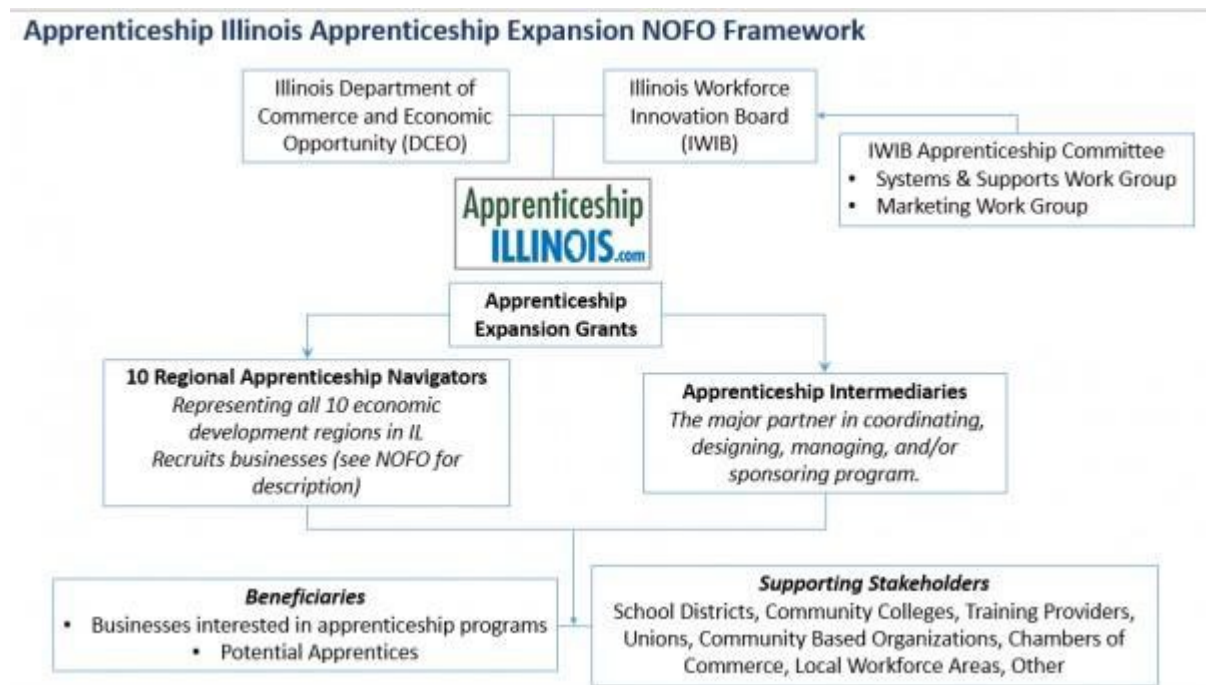 Apprenticeship Illinois Apprenticeship Expansion NOFO Framework
Illinois Department of
Commerce and Economic
Opportunity (DCEO)
Illinois Workforce
Innovation Board
(IWIB)
IWIB Apprenticeship Committee
• Systems & Supports Work Group
• Marketing Work Group
Apprenticeship
ILLINOIS.com
Apprenticeship
Expansion Grants
10 Regional Apprenticeship Navigators
Representing all 10 economic
development regions in IL
Recruits businesses (see NOFO for
description)
Apprenticeship Intermediaries
The major partner in coordinating,
designing, managing, and/or
sponsoring program.
Beneficiaries
• Businesses interested in apprenticeship programs
• Potential Apprentices
Supporting Stakeholders
School Districts, Community Colleges, Training Providers,
Unions, Community Based Organizations, Chambers of
Commerce, Local Workforce Areas, Other